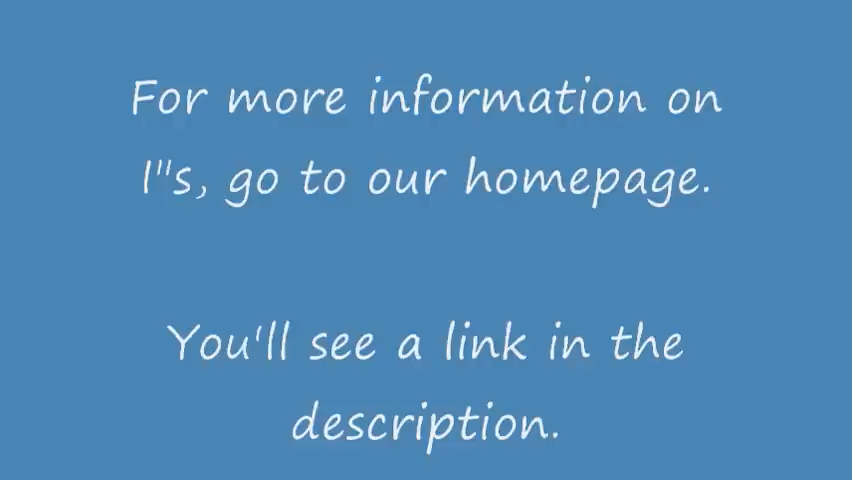 For more information on
I"s, go to our homepage.
You'll see a link in the
description.